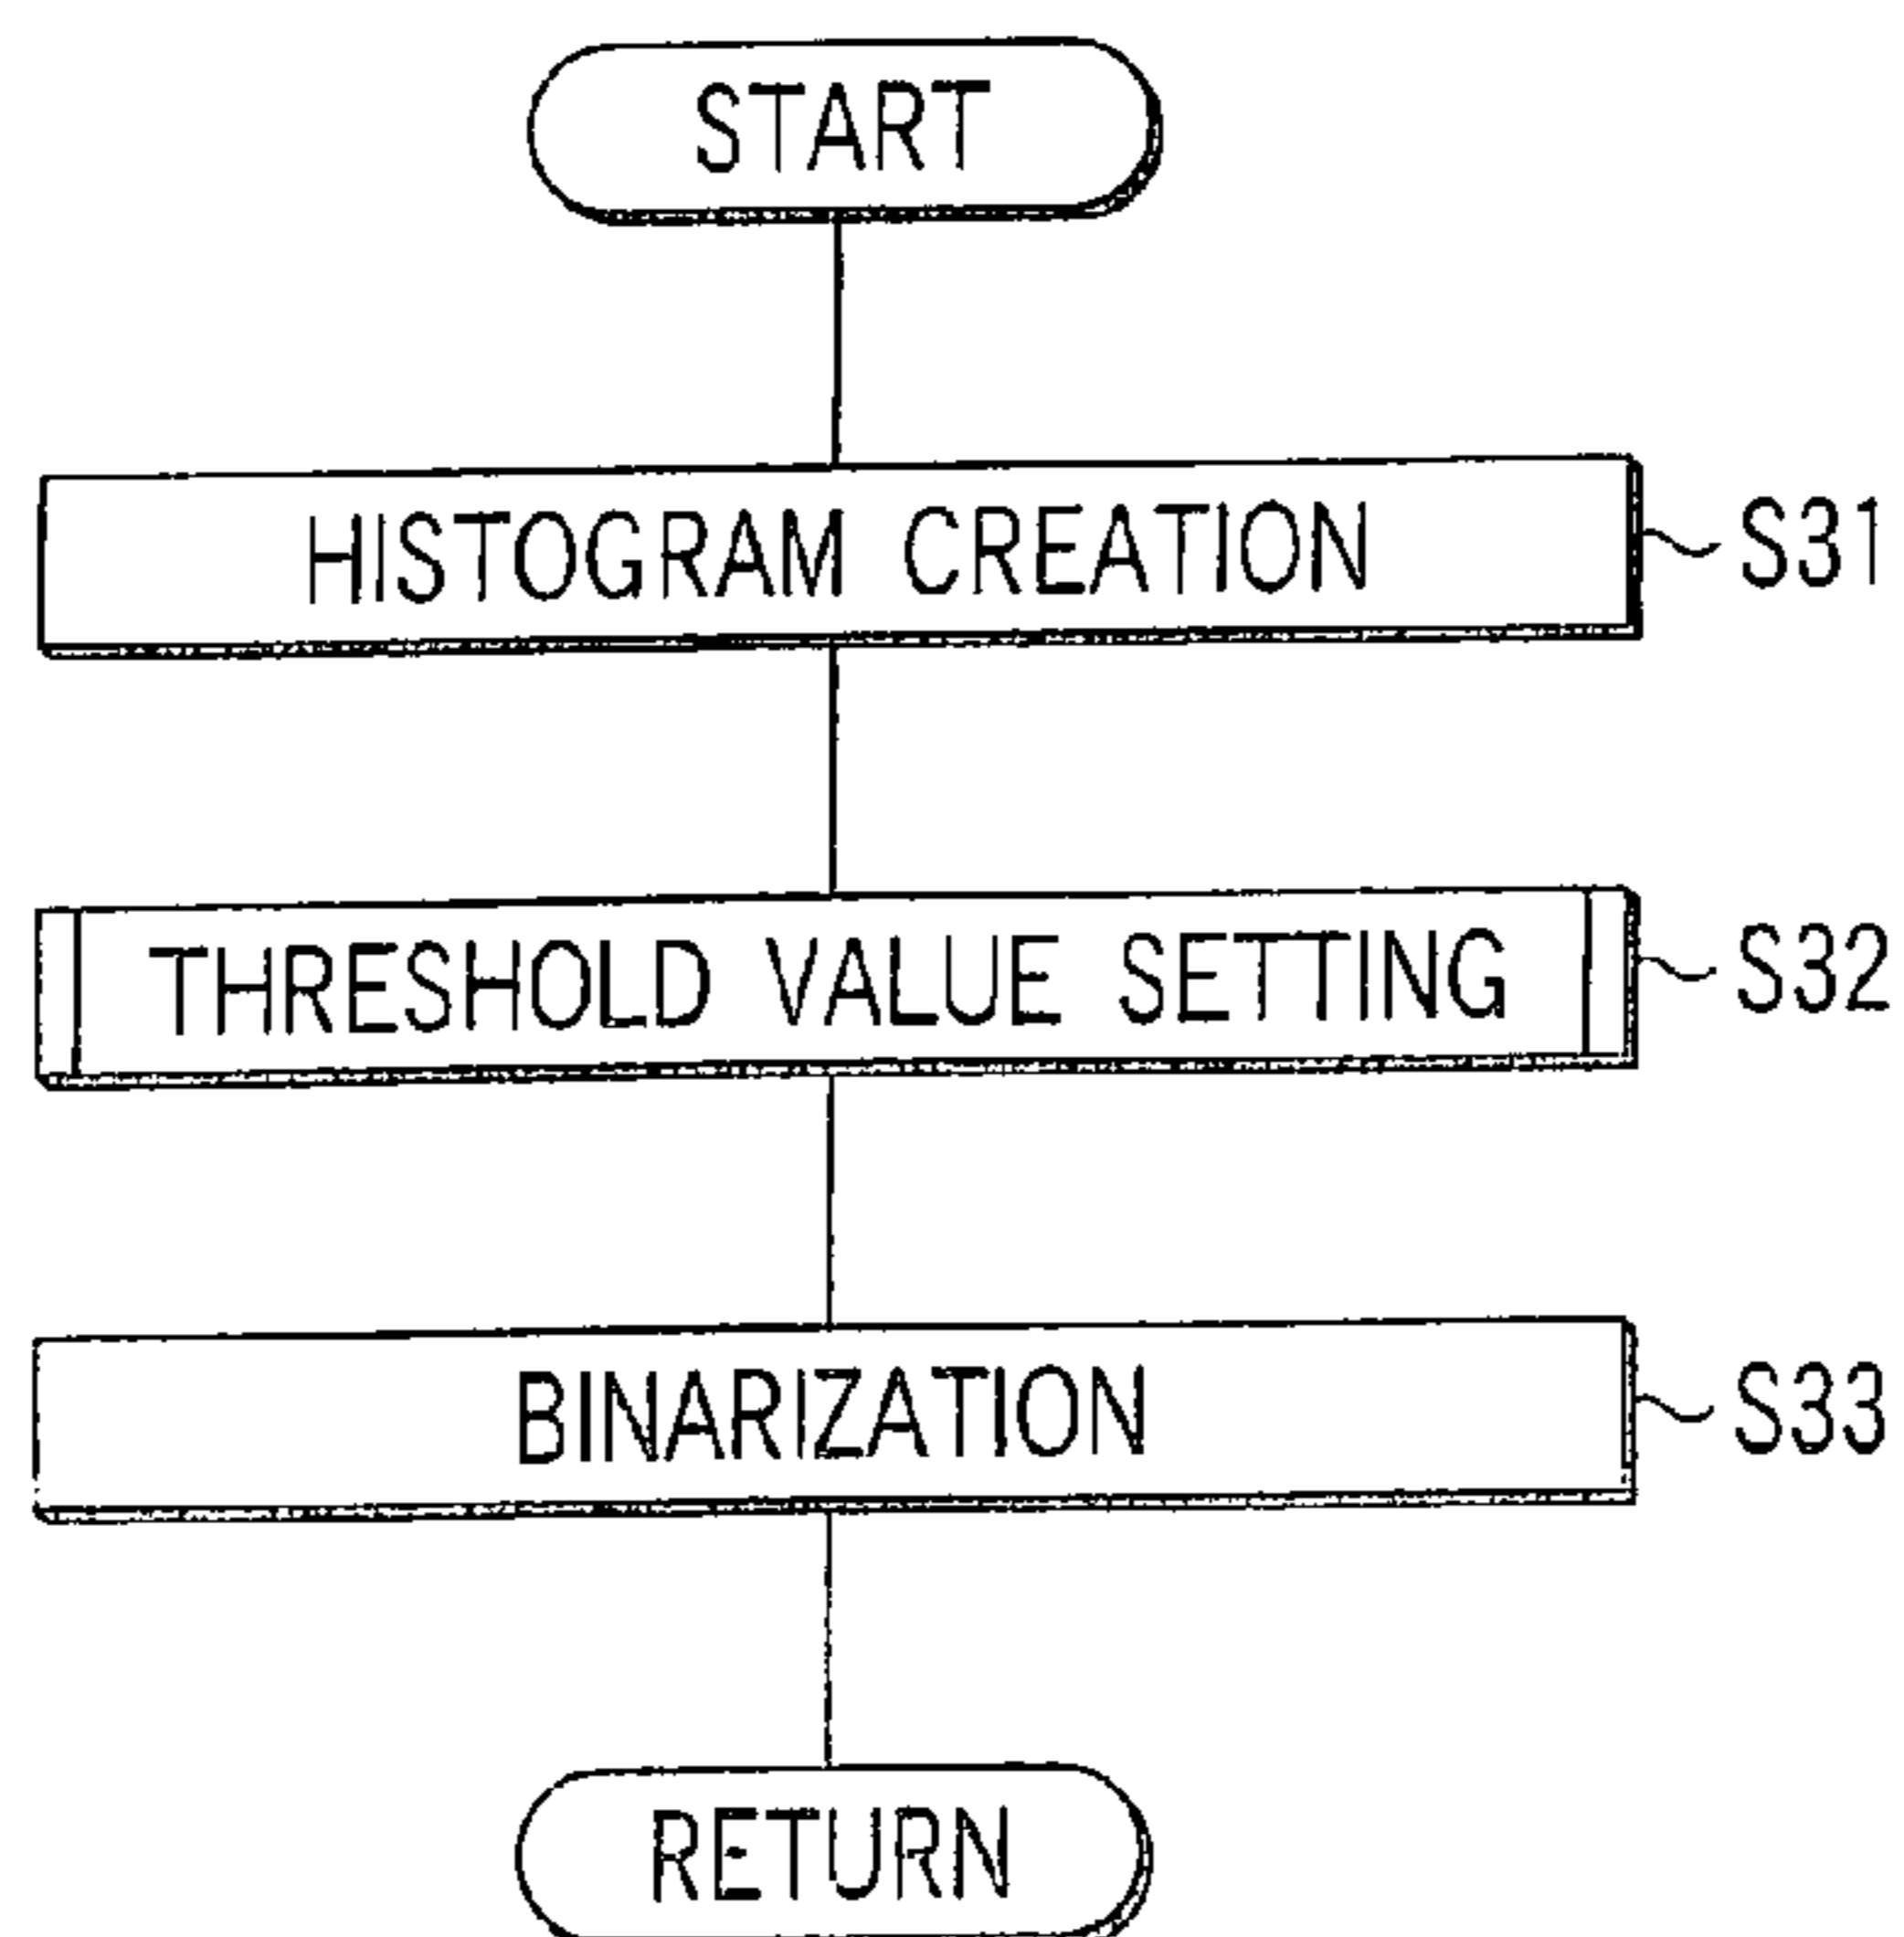 START
HISTOGRAM CREATION S31
THRESHOLD VALUE SETTING S32
BINARIZATION S33
RETURN